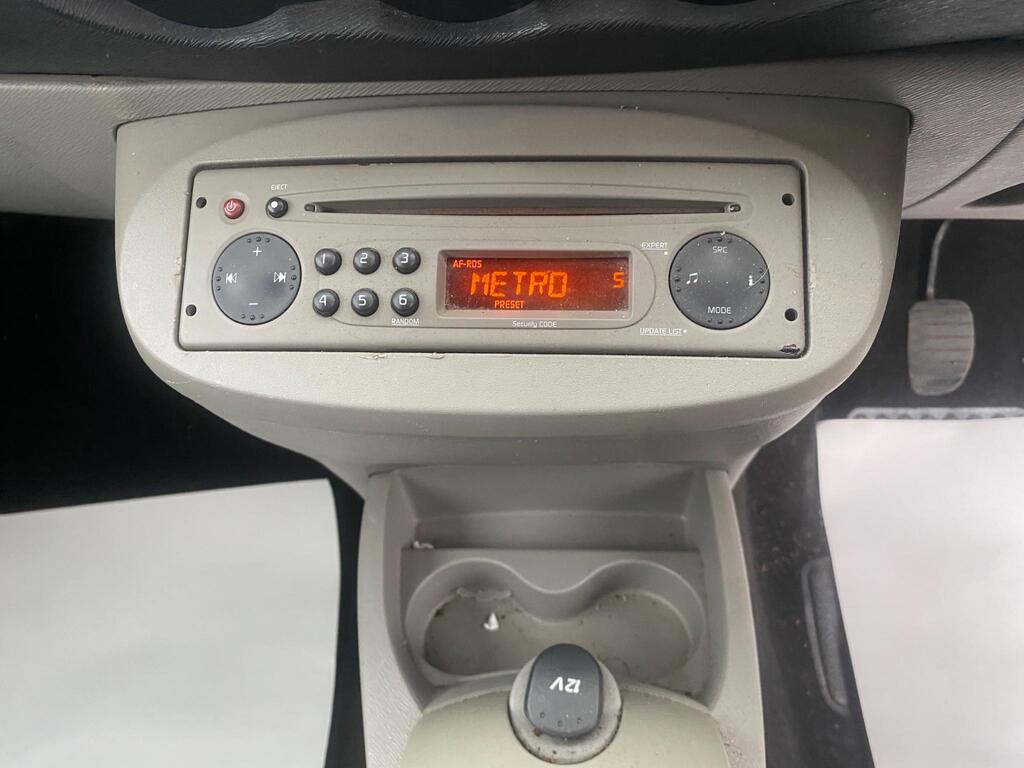 EJECT
+
−
1 2 3
4 5 6
RANDOM
AF-RDS
METRO 5
PRESET
Security CODE
EXPERT
SRC
MODE
UPDATE LIST
12V